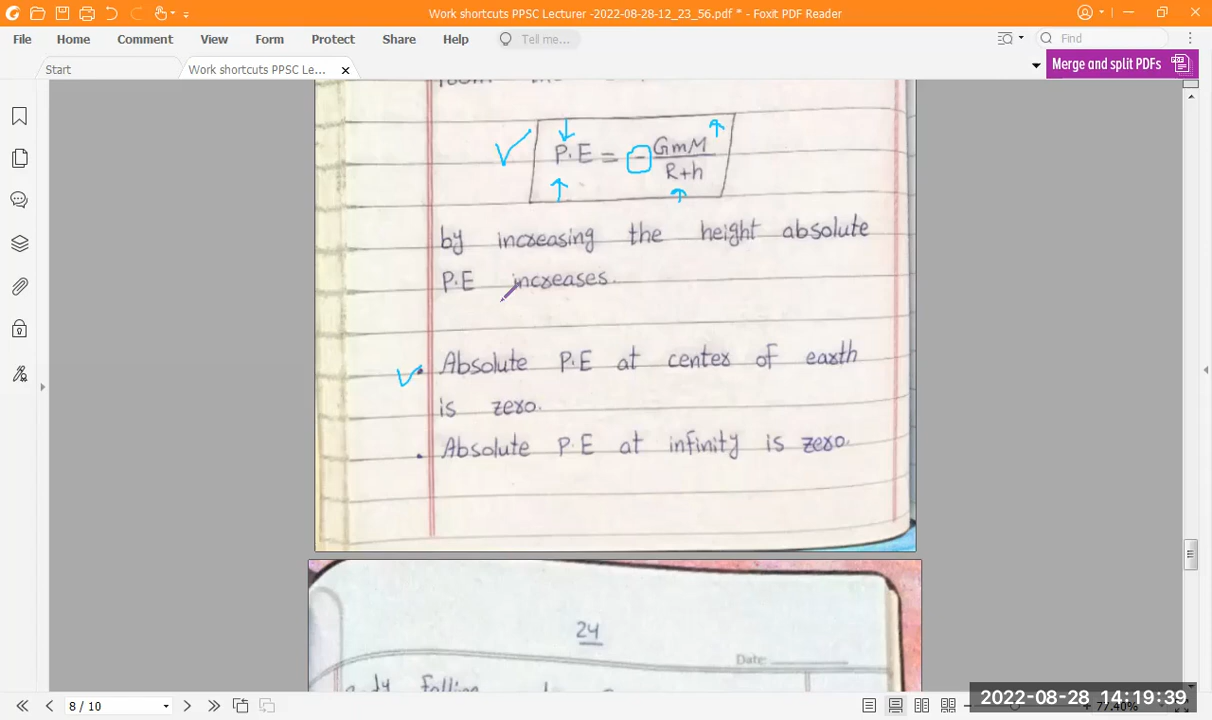 Work shortcuts PPSC Lecturer -2022-08-28-12_23_56.pdf * - Foxit PDF Reader
File Home Comment View Form Protect Share Help Tell me... Find
Start Work shortcuts PPSC Le... Merge and split PDFs
P.E = - GmM
R+h
by increasing the height absolute
P.E increases.
• Absolute P.E at center of earth
is zero.
• Absolute P.E at infinity is zero.
24
Date:
falling
8 / 10 2022-08-28 14:19:39
77.40%